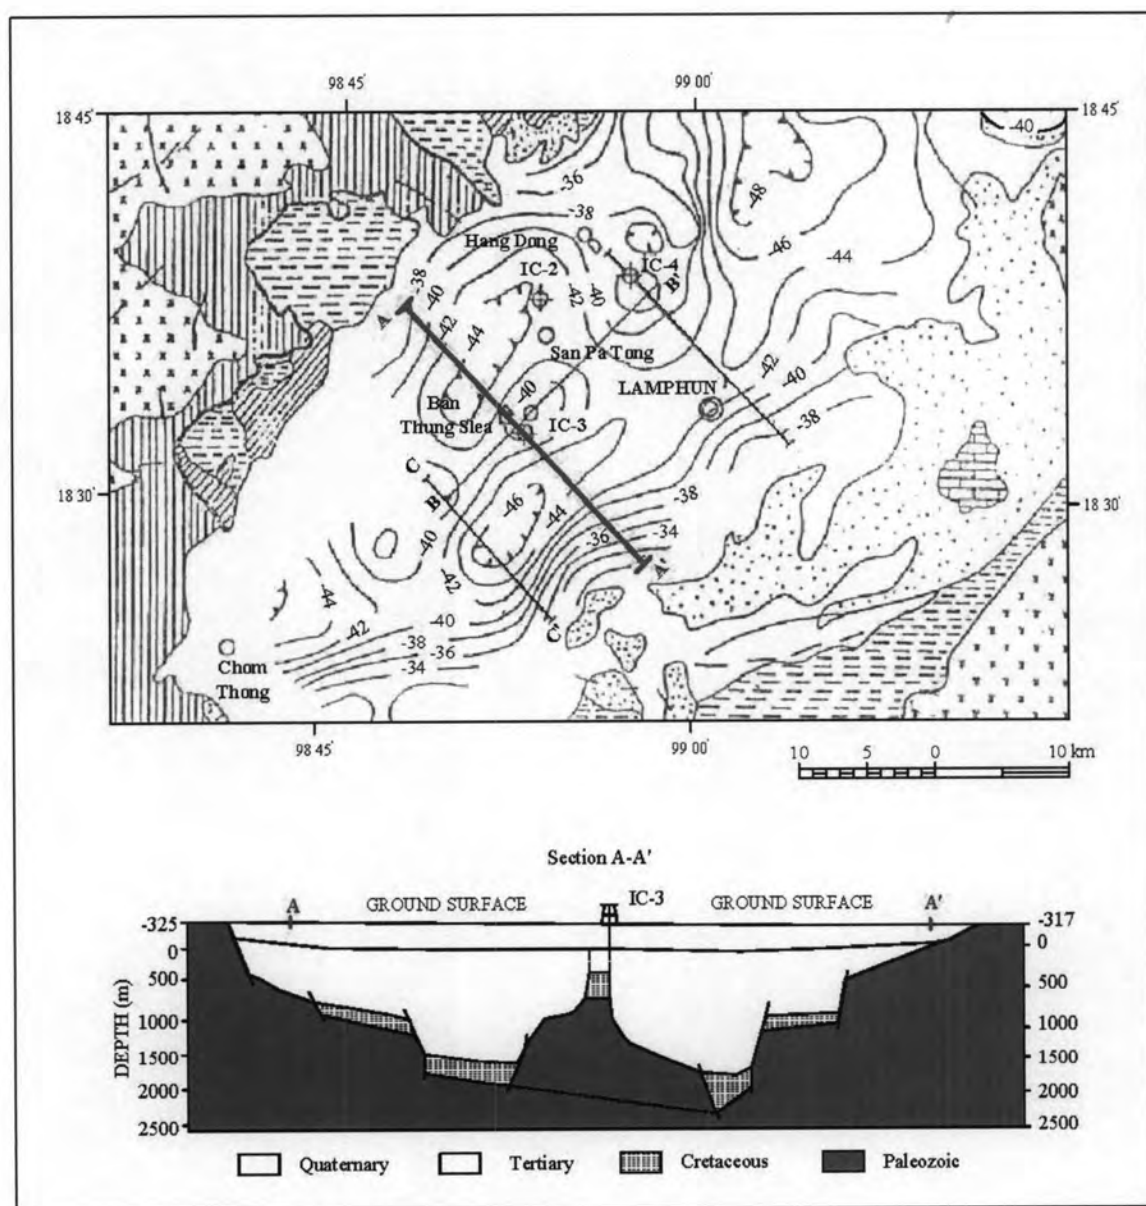 98 45' 99 00'
18 45' 18 45'
-40
-36
-48
-38
Hang Dong
-46
IC-2 IC-4
-44
-38 -40 -42 -40 B'
A -42
-44
San Pa Tong
-42
-40 LAMPHUN -40
Ban
Thung Slea IC-3
-38
C
18 30' B -46 -38 18 30'
-44
-40 -36 -34
-42 A'
-44
-42 -40
-38 C'
-36
Chom -34
Thong
98 45' 99 00'
10 5 0 10 km
Section A-A'
IC-3
A GROUND SURFACE GROUND SURFACE A'
-325 -317
0 0
500 500
1000 1000
1500 1500
2000 2000
2500 2500
DEPTH (m)
Quaternary Tertiary Cretaceous Paleozoic